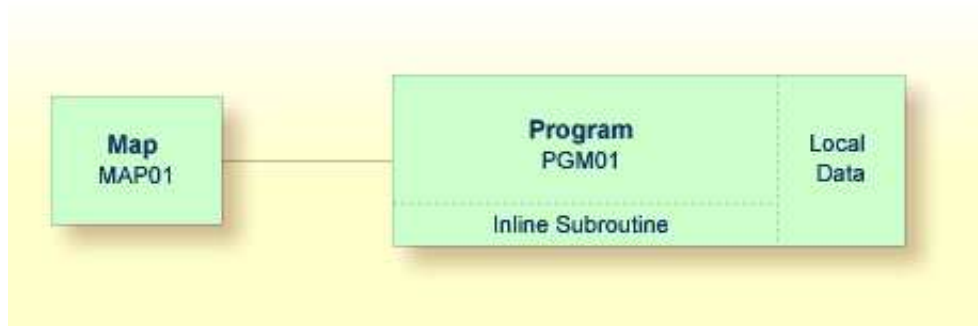 Map
MAP01
Program
PGM01
Inline Subroutine
Local
Data